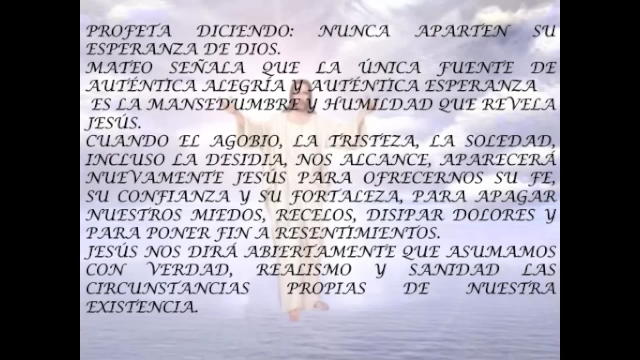 PROFETA DICIENDO: NUNCA APARTEN SU
ESPERANZA DE DIOS.
MATEO SEÑALA QUE LA ÚNICA FUENTE DE
AUTÉNTICA ALEGRÍA Y AUTÉNTICA ESPERANZA
ES LA MANSEDUMBRE Y HUMILDAD QUE REVELA
JESÚS.
CUANDO EL AGOBIO, LA TRISTEZA, LA SOLEDAD,
INCLUSO LA DESIDIA, NOS ALCANCE, APARECERÁ
NUEVAMENTE JESÚS PARA OFRECERNOS SU FE,
SU CONFIANZA Y SU FORTALEZA, PARA APAGAR
NUESTROS MIEDOS, RECELOS, DISIPAR DOLORES Y
PARA PONER FIN A RESENTIMIENTOS.
JESÚS NOS DIRÁ ABIERTAMENTE QUE ASUMAMOS
CON VERDAD, REALISMO Y SANIDAD LAS
CIRCUNSTANCIAS PROPIAS DE NUESTRA
EXISTENCIA.